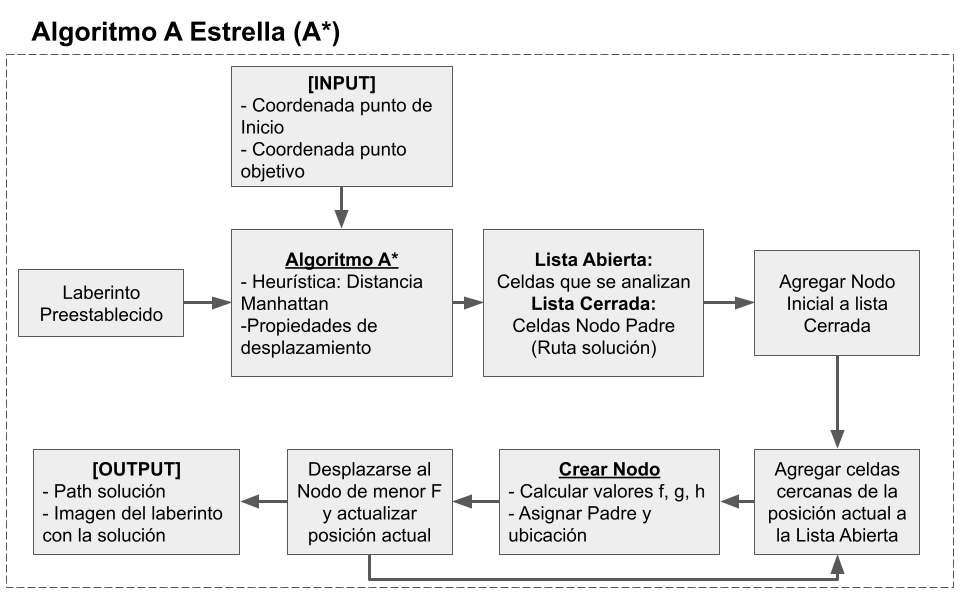 Algoritmo A Estrella (A*)
[INPUT]
- Coordenada punto de
Inicio
- Coordenada punto
objetivo
Laberinto
Preestablecido
Algoritmo A*
- Heurística: Distancia
Manhattan
-Propiedades de
desplazamiento
Lista Abierta:
Celdas que se analizan
Lista Cerrada:
Celdas Nodo Padre
(Ruta solución)
Agregar Nodo
Inicial a lista
Cerrada
Agregar celdas
cercanas de la
posición actual a
la Lista Abierta
Crear Nodo
- Calcular valores f, g, h
- Asignar Padre y
ubicación
Desplazarse al
Nodo de menor F
y actualizar
posición actual
[OUTPUT]
- Path solución
- Imagen del laberinto
con la solución